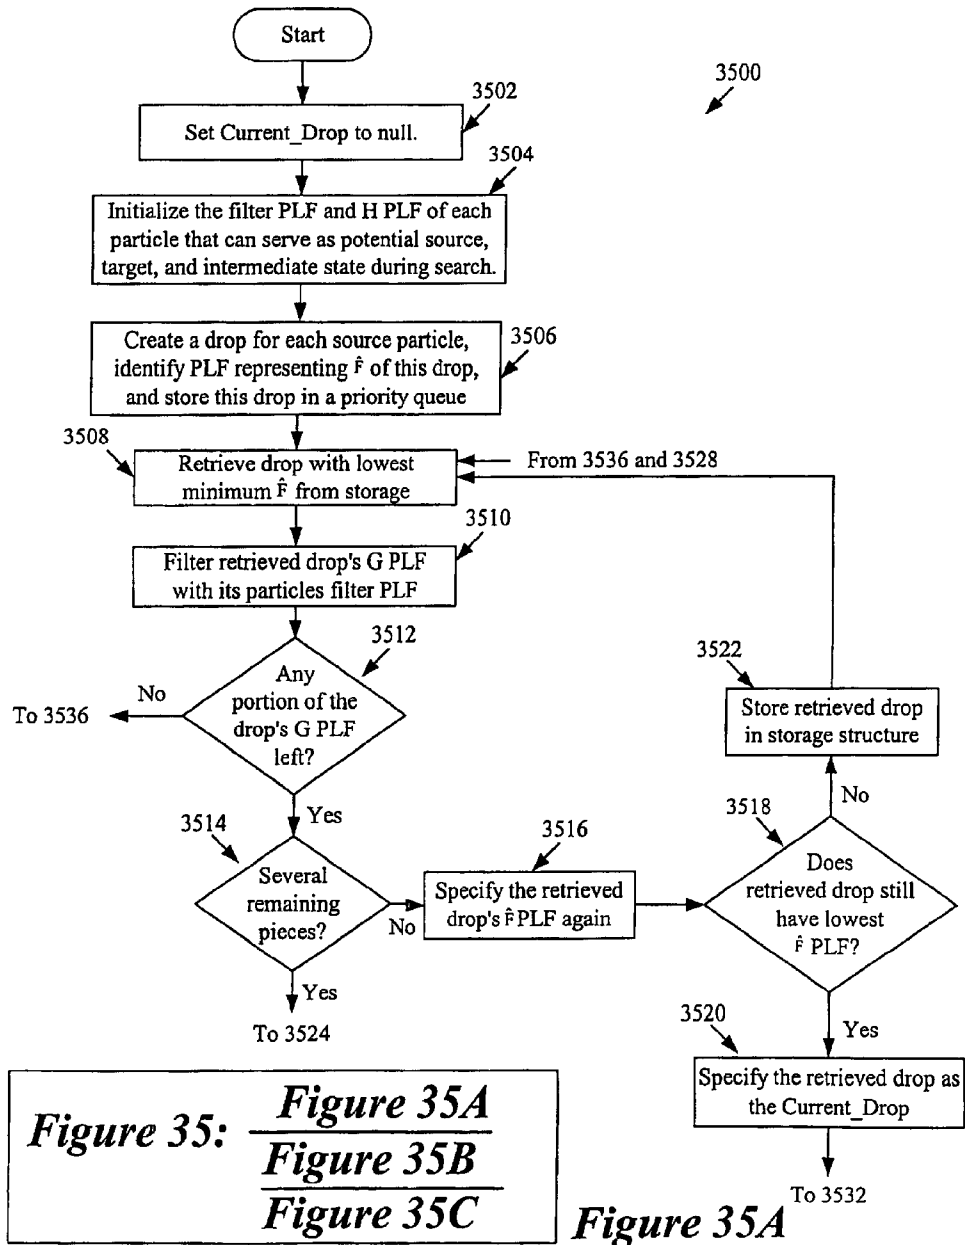 Start
3500
3502
Set Current_Drop to null.
3504
Initialize the filter PLF and H PLF of each
particle that can serve as potential source,
target, and intermediate state during search.
3506
Create a drop for each source particle,
identify PLF representing F̂ of this drop,
and store this drop in a priority queue
3508
Retrieve drop with lowest
minimum F̂ from storage
From 3536 and 3528
3510
Filter retrieved drop's G PLF
with its particles filter PLF
3512
Any
portion of the
drop's G PLF
left?
No
To 3536
Yes
3522
Store retrieved drop
in storage structure
3514
Several
remaining
pieces?
No
Yes
To 3524
3516
Specify the retrieved
drop's F̂ PLF again
3518
Does
retrieved drop still
have lowest
F̂ PLF?
No
Yes
3520
Specify the retrieved drop as
the Current_Drop
To 3532
Figure 35:
Figure 35A
Figure 35B
Figure 35C
Figure 35A